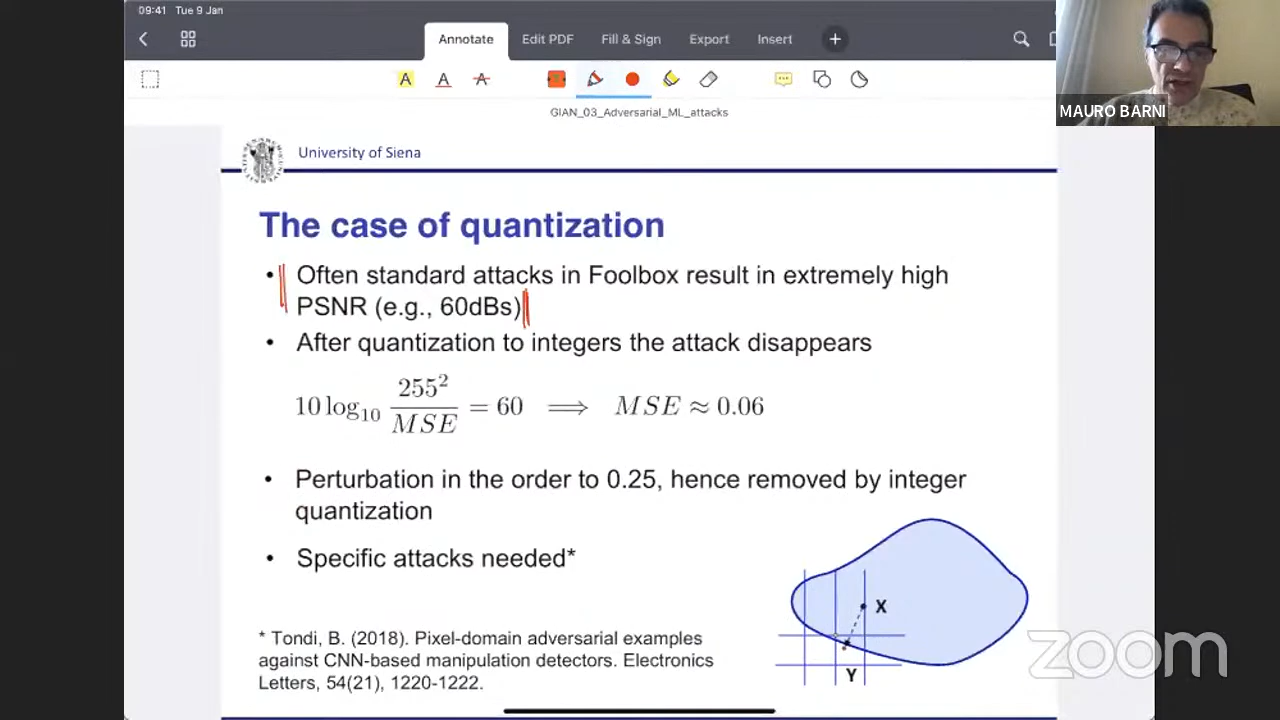 09:41 Tue 9 Jan
Annotate
Edit PDF
Fill & Sign
Export
Insert
A A A
GIAN_03_Adversarial_ML_attacks
MAURO BARNI
University of Siena
The case of quantization
• Often standard attacks in Foolbox result in extremely high
PSNR (e.g., 60dBs)
• After quantization to integers the attack disappears
10 log₁₀ 255²/MSE = 60 ⟹ MSE ≈ 0.06
• Perturbation in the order to 0.25, hence removed by integer
quantization
• Specific attacks needed*
X
Y
* Tondi, B. (2018). Pixel-domain adversarial examples
against CNN-based manipulation detectors. Electronics
Letters, 54(21), 1220-1222.
zoom